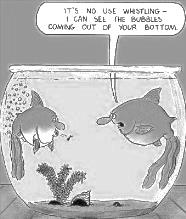 IT'S NO USE WHISTLING -
I CAN SEE THE BUBBLES
COMING OUT OF YOUR BOTTOM.